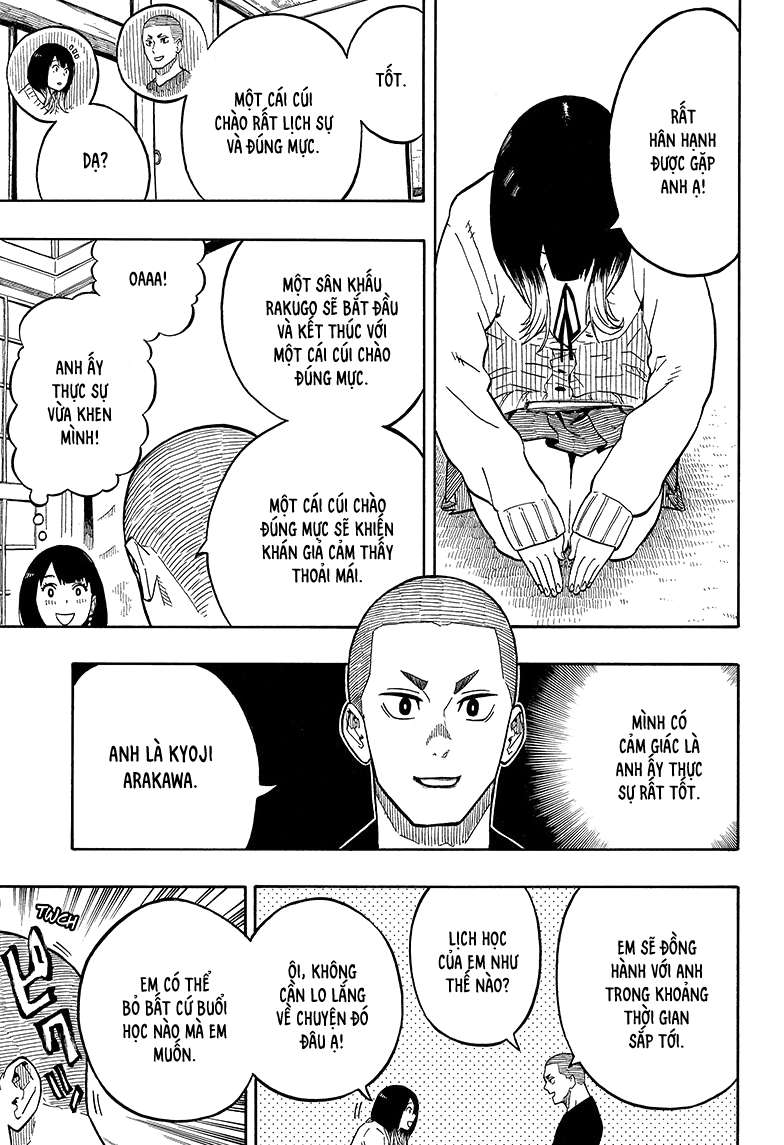 RẤT
HÂN HẠNH
ĐƯỢC GẶP
ANH Ạ!
TỐT.
MỘT CÁI CÚI
CHÀO RẤT LỊCH SỰ
VÀ ĐÚNG MỰC.
DẠ?
MỘT SÂN KHẤU
RAKUGO SẼ BẮT ĐẦU
VÀ KẾT THÚC VỚI
MỘT CÁI CÚI CHÀO
ĐÚNG MỰC.
MỘT CÁI CÚI CHÀO
ĐÚNG MỰC SẼ KHIẾN
KHÁN GIẢ CẢM THẤY
THOẢI MÁI.
OAAA!
ANH ẤY
THỰC SỰ
VỪA KHEN
MÌNH!
MÌNH CÓ
CẢM GIÁC LÀ
ANH ẤY THỰC
SỰ RẤT TỐT.
ANH LÀ KYOJI
ARAKAWA.
EM SẼ ĐỒNG
HÀNH VỚI ANH
TRONG KHOẢNG
THỜI GIAN
SẮP TỚI.
LỊCH HỌC
CỦA EM NHƯ
THẾ NÀO?
ÔI, KHÔNG
CẦN LO LẮNG
VỀ CHUYỆN ĐÓ
ĐÂU Ạ!
EM CÓ THỂ
BỎ BẤT CỨ BUỔI
HỌC NÀO MÀ EM
MUỐN.
TWCH
ピクッ